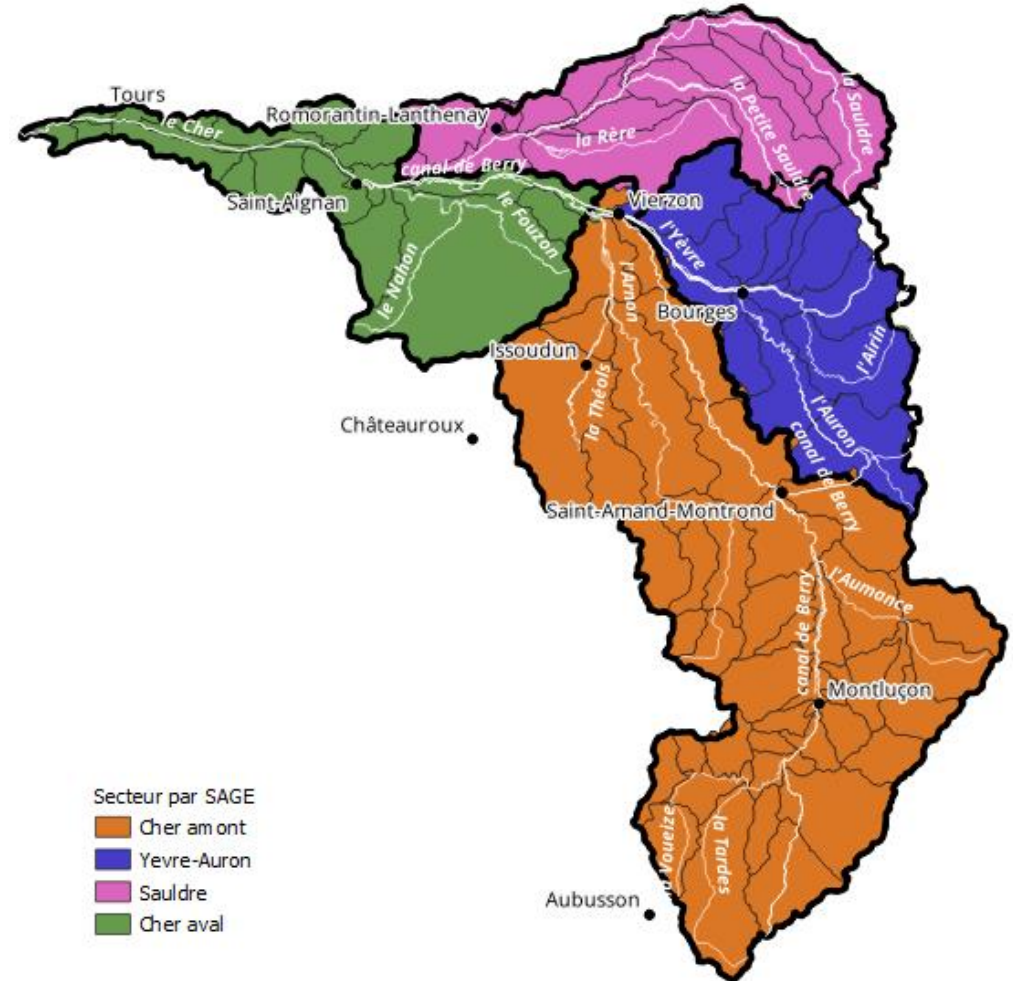 la Sauldre
Tours
la Petite Sauldre
Romorantin-Lanthenay
le Cher
la Rère
canal de Berry
Saint-Aignan
le Fouzon
Vierzon
l'Yèvre
le Nahon
l'Arnon
Bourges
l'Airin
Issoudun
la Théols
l'Auron
Châteauroux
canal de Berry
Saint-Amand-Montrond
l'Aumance
canal de Berry
Montluçon
Secteur par SAGE
Cher amont
Yevre-Auron
Sauldre
Cher aval
la Voueize
la Tardes
Aubusson